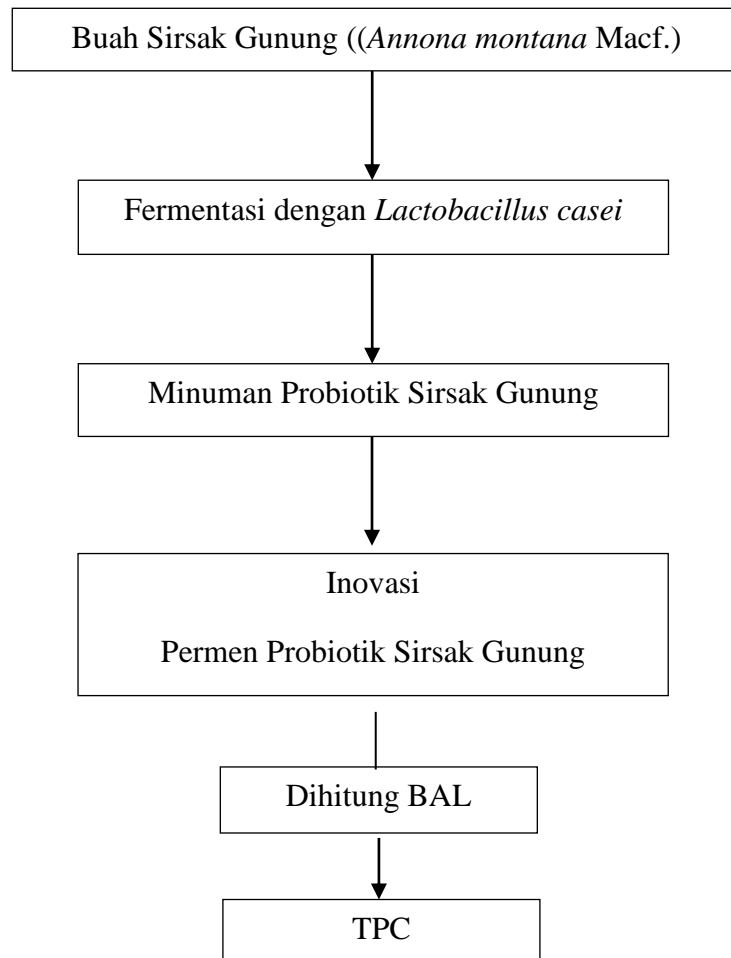 Buah Sirsak Gunung ((Annona montana Macf.)
Fermentasi dengan Lactobacillus casei
Minuman Probiotik Sirsak Gunung
Inovasi
Permen Probiotik Sirsak Gunung
Dihitung BAL
TPC